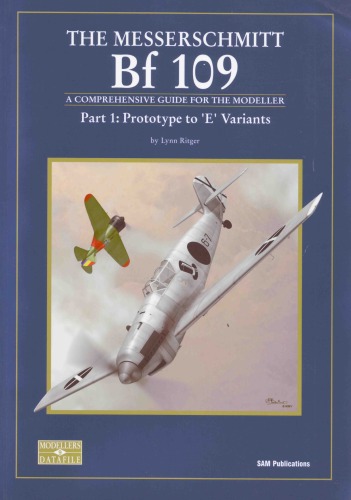 THE MESSERSCHMITT
Bf 109
A COMPREHENSIVE GUIDE FOR THE MODELLER
Part 1: Prototype to 'E' Variants
by Lynn Ritger
67
MODELLERS
DATAFILE
SAM Publications